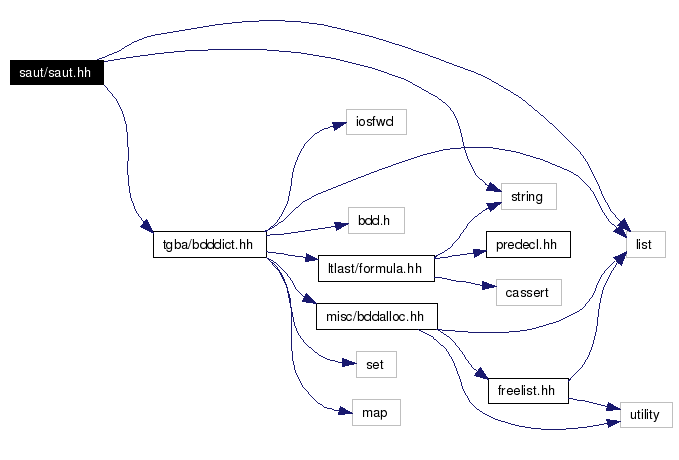 saut/saut.hh
iosfwd
string
bdd.h
tgba/bdddict.hh
predecl.hh
list
ltlast/formula.hh
cassert
misc/bddalloc.hh
set
freelist.hh
map
utility